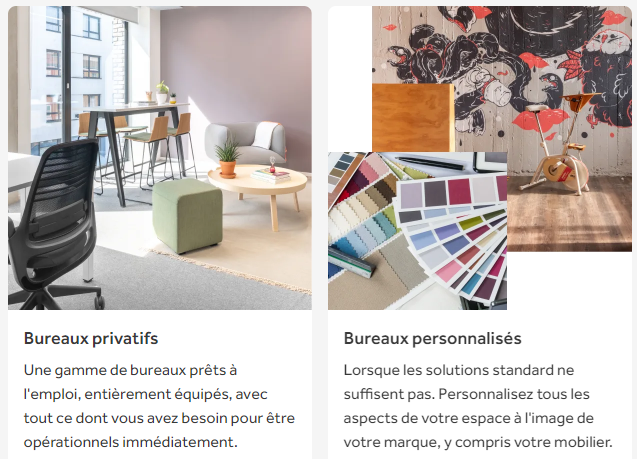 Bureaux privatifs
Une gamme de bureaux prêts à
l'emploi, entièrement équipés, avec
tout ce dont vous avez besoin pour être
opérationnels immédiatement.
Bureaux personnalisés
Lorsque les solutions standard ne
suffisent pas. Personnalisez tous les
aspects de votre espace à l'image de
votre marque, y compris votre mobilier.